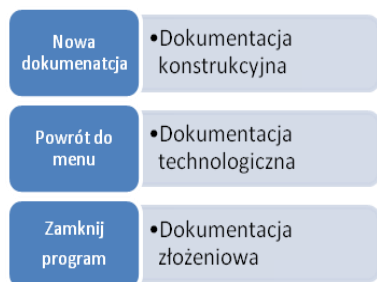 Nowa
dokumenatcja
•Dokumentacja
konstrukcyjna
Powrót do
menu
•Dokumentacja
technologiczna
Zamknij
program
•Dokumentacja
złożeniowa